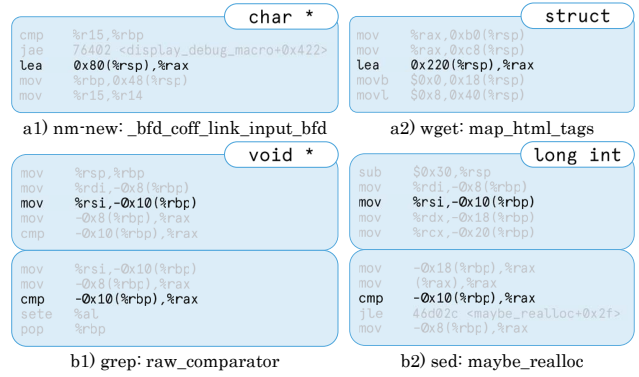 char *
cmp %r15,%rbp
jae 76402 <display_debug_macro+0x422>
lea 0x80(%rsp),%rax
mov %rbp,0x48(%rsp)
mov %r15,%r14
a1) nm-new: _bfd_coff_link_input_bfd
struct
mov %rax,0xb0(%rsp)
mov %rax,0xc8(%rsp)
lea 0x220(%rsp),%rax
movb $0x0,0x18(%rsp)
movl $0x8,0x40(%rsp)
a2) wget: map_html_tags
void *
mov %rsp,%rbp
mov %rdi,-0x8(%rbp)
mov %rsi,-0x10(%rbp)
mov -0x8(%rbp),%rax
cmp -0x10(%rbp),%rax
mov %rsi,-0x10(%rbp)
mov -0x8(%rbp),%rax
cmp -0x10(%rbp),%rax
sete %al
pop %rbp
b1) grep: raw_comparator
long int
sub $0x30,%rsp
mov %rdi,-0x8(%rbp)
mov %rsi,-0x10(%rbp)
mov %rdx,-0x18(%rbp)
mov %rcx,-0x20(%rbp)
mov -0x18(%rbp),%rax
mov (%rax),%rax
cmp -0x10(%rbp),%rax
jle 46d02c <maybe_realloc+0x2f>
mov -0x8(%rbp),%rax
b2) sed: maybe_realloc